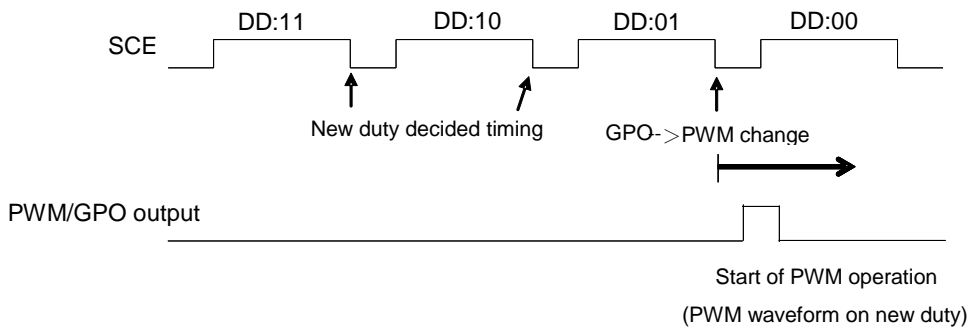 DD:11 DD:10 DD:01 DD:00
SCE
New duty decided timing
GPO-->PWM change
PWM/GPO output
Start of PWM operation
(PWM waveform on new duty)